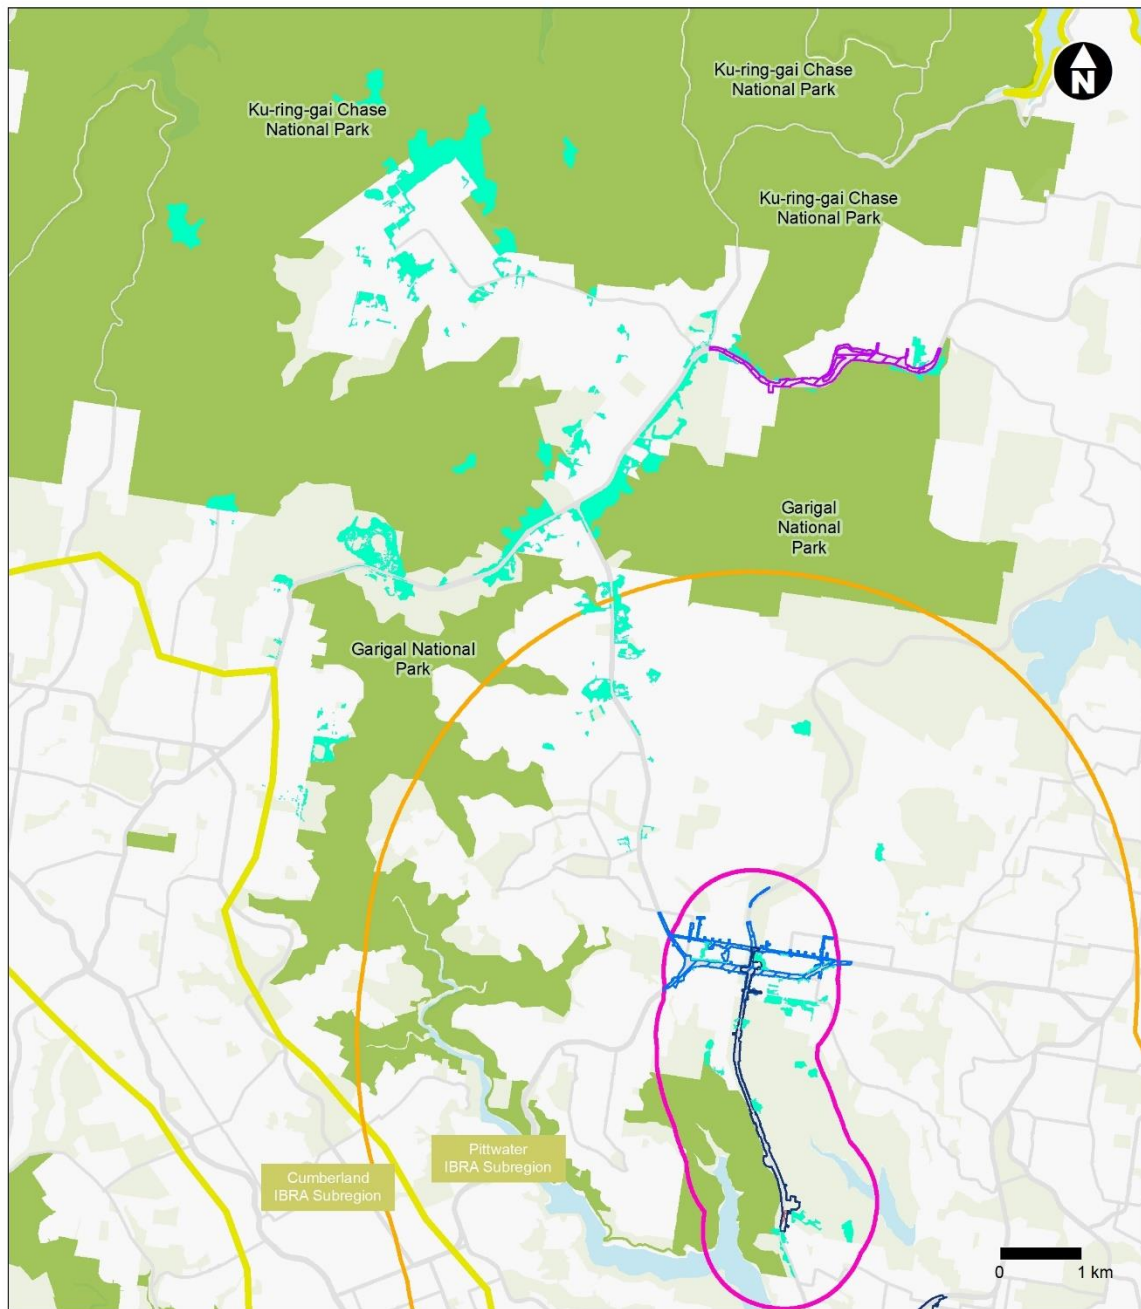 Ku-ring-gai Chase
National Park
N
Ku-ring-gai Chase
National Park
Ku-ring-gai Chase
National Park
Garigal
National
Park
Garigal National
Park
Pittwater
IBRA Subregion
Cumberland
IBRA Subregion
0 1 km